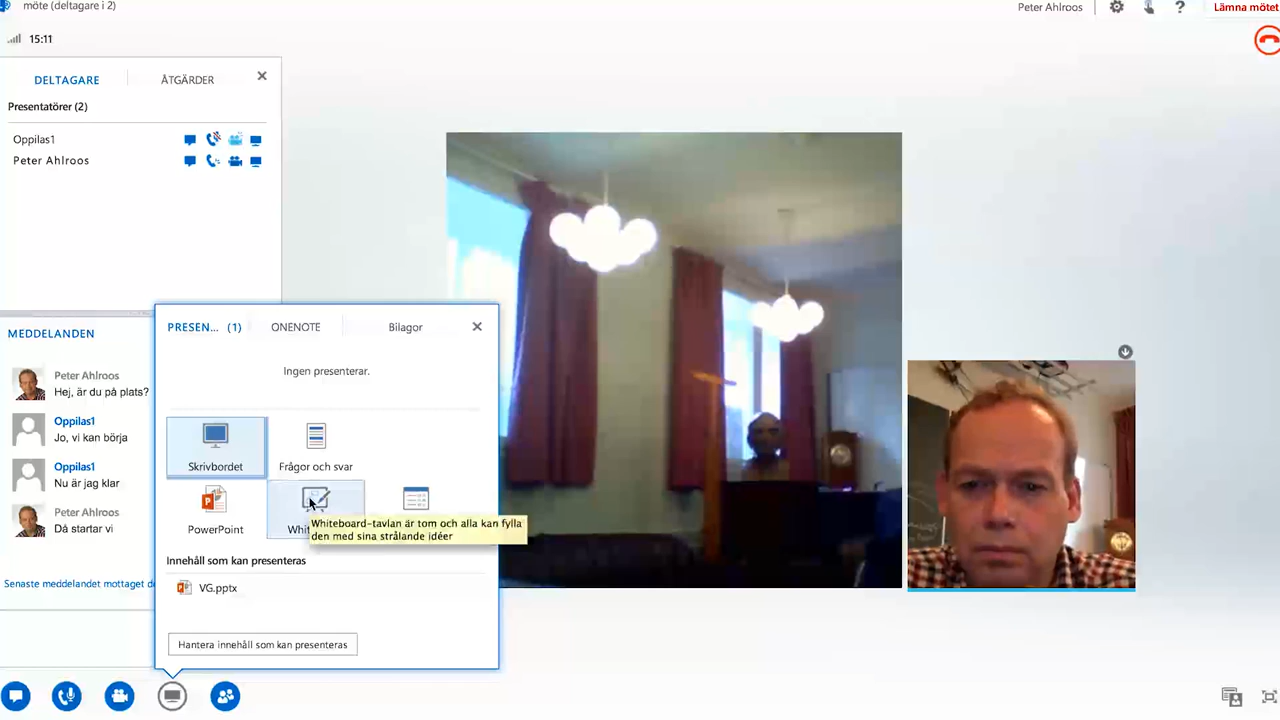 möte (deltagare i 2)
Peter Ahlroos
?
Lämna mötet
15:11
DELTAGARE
ÅTGÄRDER
Presentatörer (2)
Oppilas1
Peter Ahlroos
MEDDELANDEN
Peter Ahlroos
Hej, är du på plats?
Oppilas1
Jo, vi kan börja
Oppilas1
Nu är jag klar
Peter Ahlroos
Då startar vi
Senaste meddelandet mottaget de
PRESEN... (1)
ONENOTE
Bilagor
Ingen presenterar.
Skrivbordet
Frågor och svar
PowerPoint
Whit
Whiteboard-tavlan är tom och alla kan fylla
den med sina strålande idéer
Innehåll som kan presenteras
VG.pptx
Hantera innehåll som kan presenteras